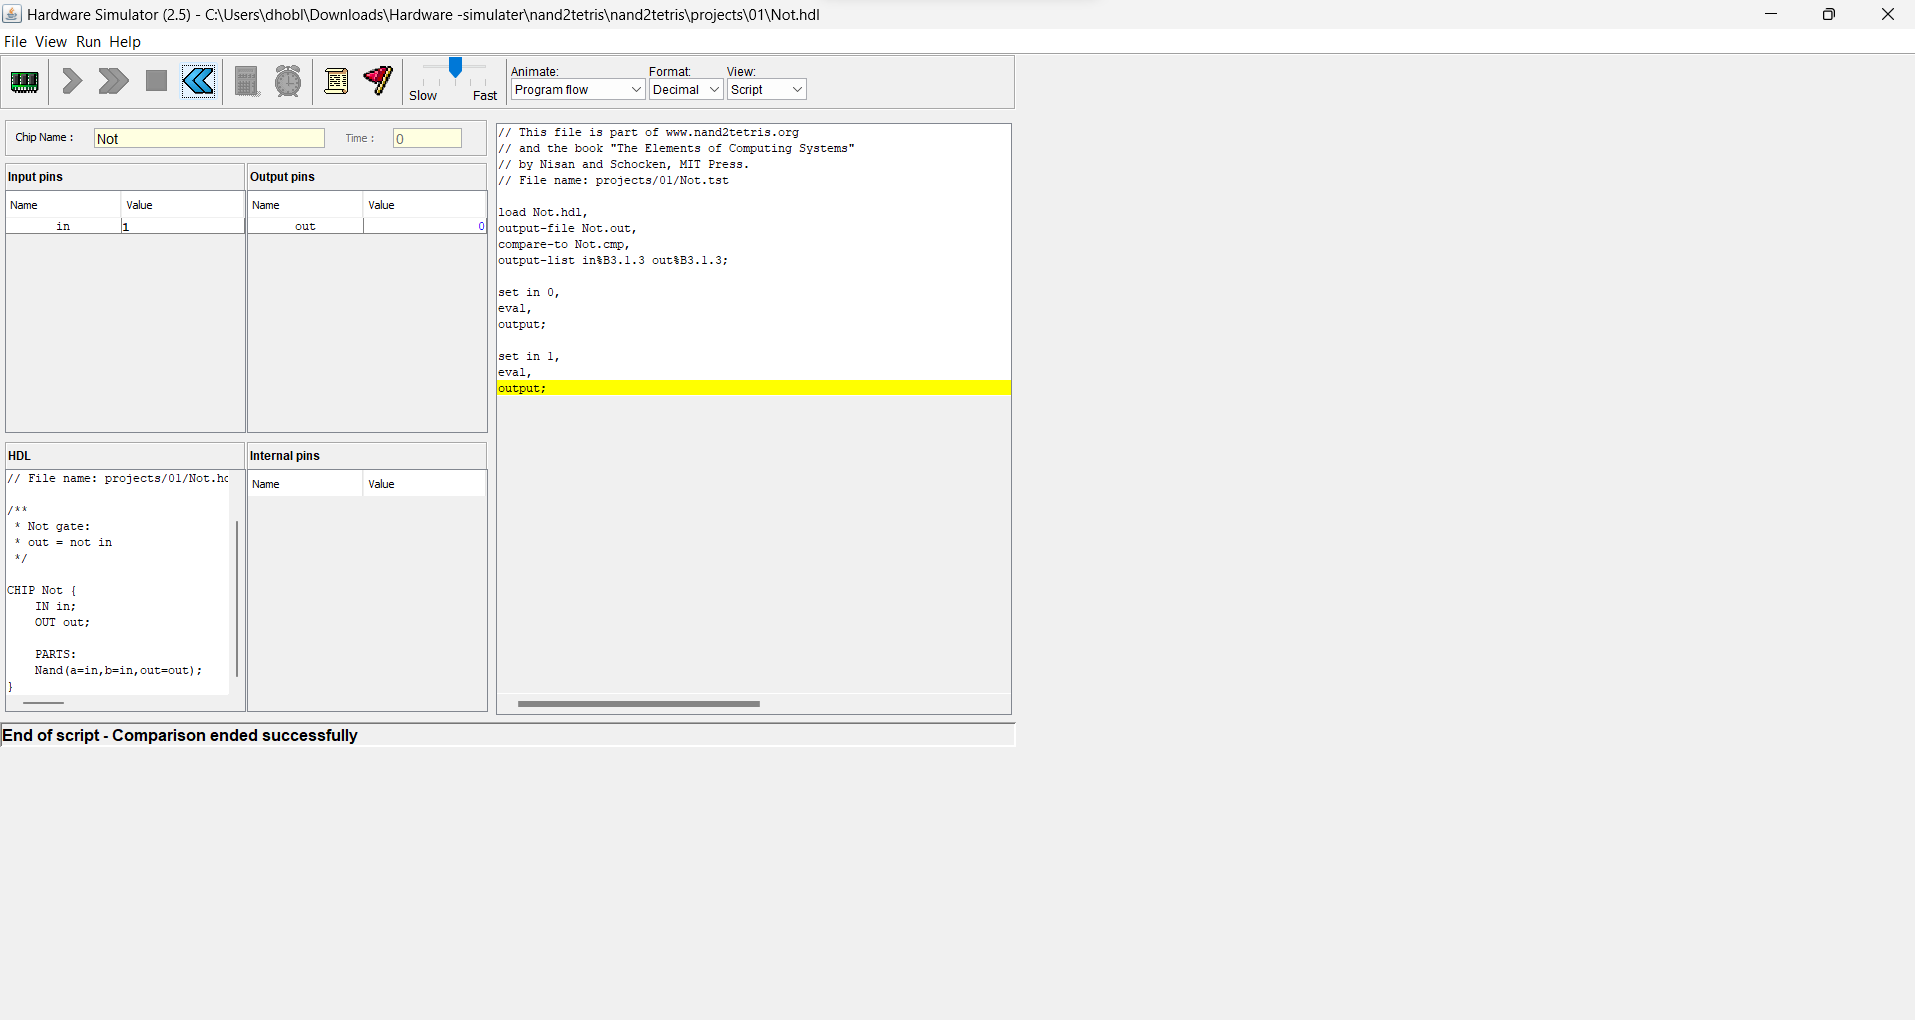 Hardware Simulator (2.5) - C:\Users\dhobl\Downloads\Hardware -simulater\nand2tetris\nand2tetris\projects\01\Not.hdl
File View Run Help
Slow Fast
Animate: Format: View:
Program flow Decimal Script
Chip Name : Not Time : 0
Input pins
Name Value
in 1
Output pins
Name Value
out 0
HDL
// File name: projects/01/Not.hd
/**
* Not gate:
* out = not in
*/
CHIP Not {
IN in;
OUT out;
PARTS:
Nand(a=in,b=in,out=out);
}
Internal pins
Name Value
// This file is part of www.nand2tetris.org
// and the book "The Elements of Computing Systems"
// by Nisan and Schocken, MIT Press.
// File name: projects/01/Not.tst
load Not.hdl,
output-file Not.out,
compare-to Not.cmp,
output-list in%B3.1.3 out%B3.1.3;
set in 0,
eval,
output;
set in 1,
eval,
output;
End of script - Comparison ended successfully